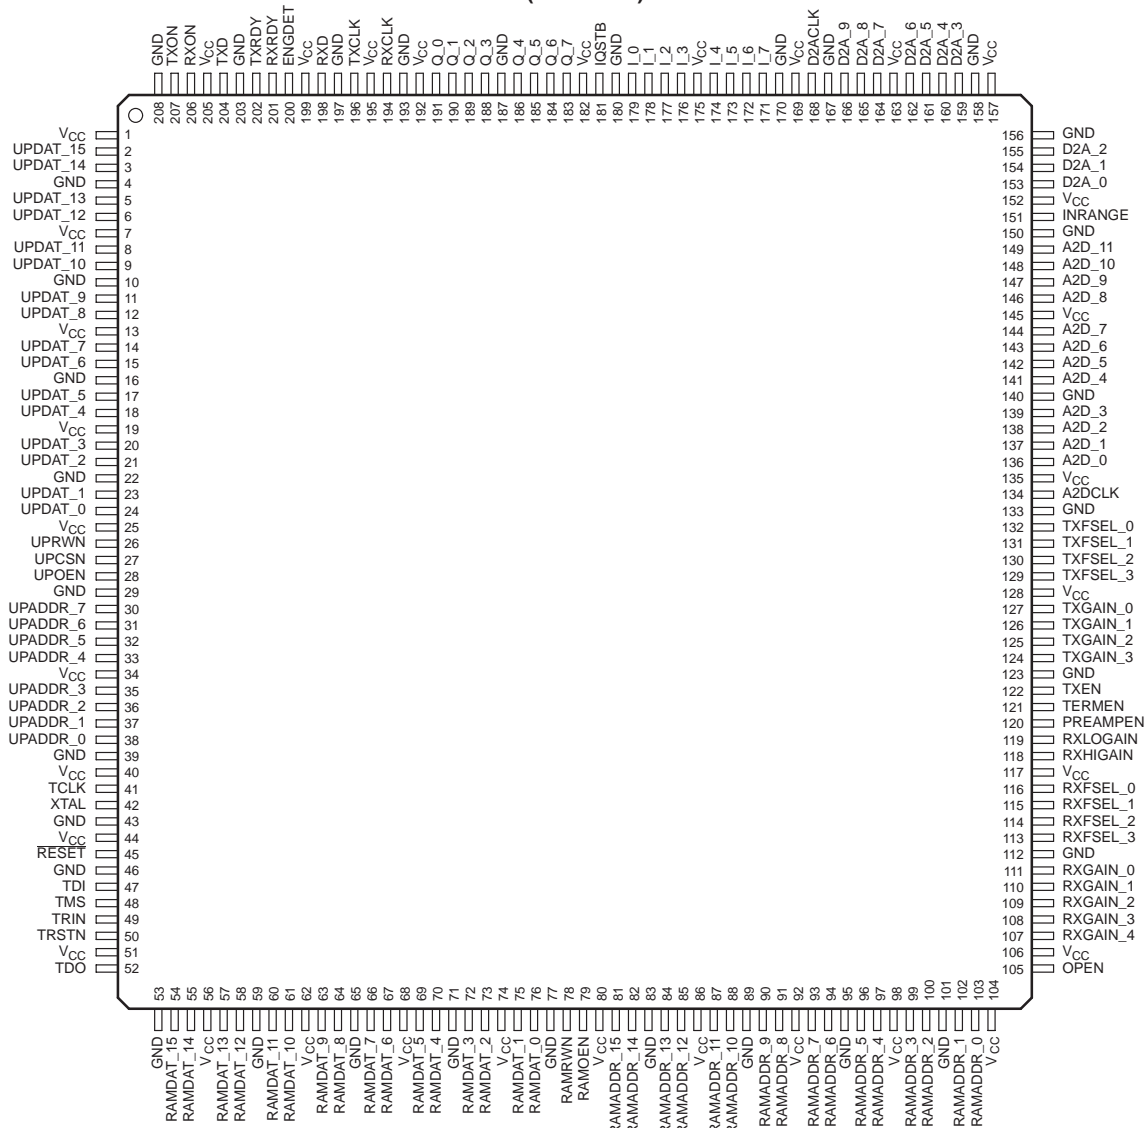 GND TXON RXON VCC TXD GND TXRDY RXRDY ENGDET VCC RXD GND TXCLK VCC RXCLK GND VCC Q_0 Q_1 Q_2 Q_3 GND Q_4 Q_5 Q_6 Q_7 VCC IQSTB GND I_0 I_1 I_2 I_3 VCC I_4 I_5 I_6 I_7 GND VCC D2ACLK GND D2A_9 D2A_8 D2A_7 VCC D2A_6 D2A_5 D2A_4 D2A_3 GND VCC
208 207 206 205 204 203 202 201 200 199 198 197 196 195 194 193 192 191 190 189 188 187 186 185 184 183 182 181 180 179 178 177 176 175 174 173 172 171 170 169 168 167 166 165 164 163 162 161 160 159 158 157
VCC 1 156 GND
UPDAT_15 2 155 D2A_2
UPDAT_14 3 154 D2A_1
GND 4 153 D2A_0
UPDAT_13 5 152 VCC
UPDAT_12 6 151 INRANGE
VCC 7 150 GND
UPDAT_11 8 149 A2D_11
UPDAT_10 9 148 A2D_10
GND 10 147 A2D_9
UPDAT_9 11 146 A2D_8
UPDAT_8 12 145 VCC
VCC 13 144 A2D_7
UPDAT_7 14 143 A2D_6
UPDAT_6 15 142 A2D_5
GND 16 141 A2D_4
UPDAT_5 17 140 GND
UPDAT_4 18 139 A2D_3
VCC 19 138 A2D_2
UPDAT_3 20 137 A2D_1
UPDAT_2 21 136 A2D_0
GND 22 135 VCC
UPDAT_1 23 134 A2DCLK
UPDAT_0 24 133 GND
VCC 25 132 TXFSEL_0
UPRWN 26 131 TXFSEL_1
UPCSN 27 130 TXFSEL_2
UPOEN 28 129 TXFSEL_3
GND 29 128 VCC
UPADDR_7 30 127 TXGAIN_0
UPADDR_6 31 126 TXGAIN_1
UPADDR_5 32 125 TXGAIN_2
UPADDR_4 33 124 TXGAIN_3
VCC 34 123 GND
UPADDR_3 35 122 TXEN
UPADDR_2 36 121 TERMEN
UPADDR_1 37 120 PREAMPEN
UPADDR_0 38 119 RXLOGAIN
GND 39 118 RXHIGAIN
VCC 40 117 VCC
TCLK 41 116 RXFSEL_0
XTAL 42 115 RXFSEL_1
GND 43 114 RXFSEL_2
VCC 44 113 RXFSEL_3
RESET 45 112 GND
GND 46 111 RXGAIN_0
TDI 47 110 RXGAIN_1
TMS 48 109 RXGAIN_2
TRIN 49 108 RXGAIN_3
TRSTN 50 107 RXGAIN_4
VCC 51 106 VCC
TDO 52 105 OPEN
53 54 55 56 57 58 59 60 61 62 63 64 65 66 67 68 69 70 71 72 73 74 75 76 77 78 79 80 81 82 83 84 85 86 87 88 89 90 91 92 93 94 95 96 97 98 99 100 101 102 103 104
GND RAMDAT_15 RAMDAT_14 VCC RAMDAT_13 RAMDAT_12 GND RAMDAT_11 RAMDAT_10 VCC RAMDAT_9 RAMDAT_8 GND RAMDAT_7 RAMDAT_6 VCC RAMDAT_5 RAMDAT_4 GND RAMDAT_3 RAMDAT_2 VCC RAMDAT_1 RAMDAT_0 GND RAMRWN RAMOEN VCC RAMADDR_15 RAMADDR_14 GND RAMADDR_13 RAMADDR_12 VCC RAMADDR_11 RAMADDR_10 GND RAMADDR_9 RAMADDR_8 VCC RAMADDR_7 RAMADDR_6 GND RAMADDR_5 RAMADDR_4 VCC RAMADDR_3 RAMADDR_2 GND RAMADDR_1 RAMADDR_0 VCC